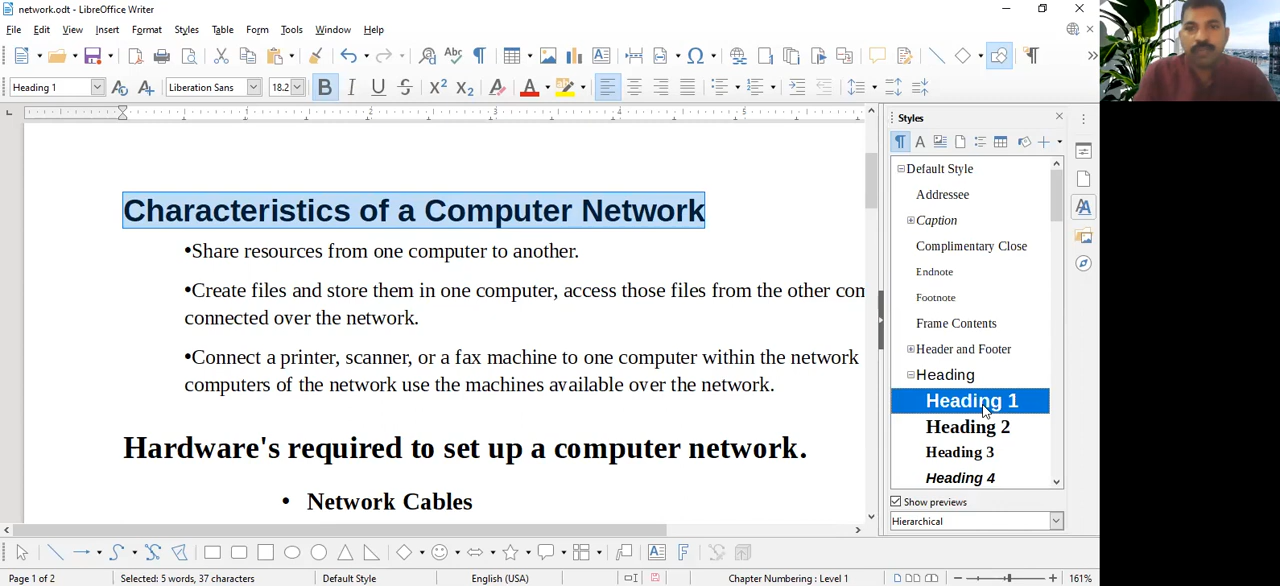 network.odt - LibreOffice Writer
File Edit View Insert Format Styles Table Form Tools Window Help
Heading 1 Liberation Sans 18.2
Styles
Default Style
Addressee
Caption
Complimentary Close
Endnote
Footnote
Frame Contents
Header and Footer
Heading
Heading 1
Heading 2
Heading 3
Heading 4
Show previews
Hierarchical
Characteristics of a Computer Network
•Share resources from one computer to another.
•Create files and store them in one computer, access those files from the other com
connected over the network.
•Connect a printer, scanner, or a fax machine to one computer within the network
computers of the network use the machines available over the network.
Hardware's required to set up a computer network.
• Network Cables
Page 1 of 2 Selected: 5 words, 37 characters Default Style English (USA) Chapter Numbering : Level 1 161%